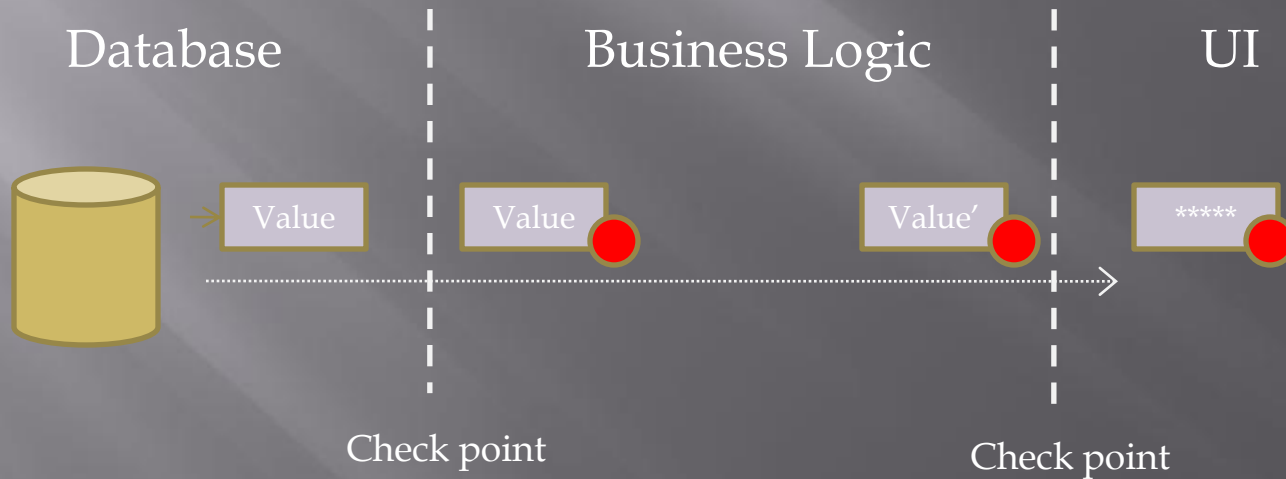 Database
Business Logic
UI
Value
Value
Value’
*****
Check point
Check point